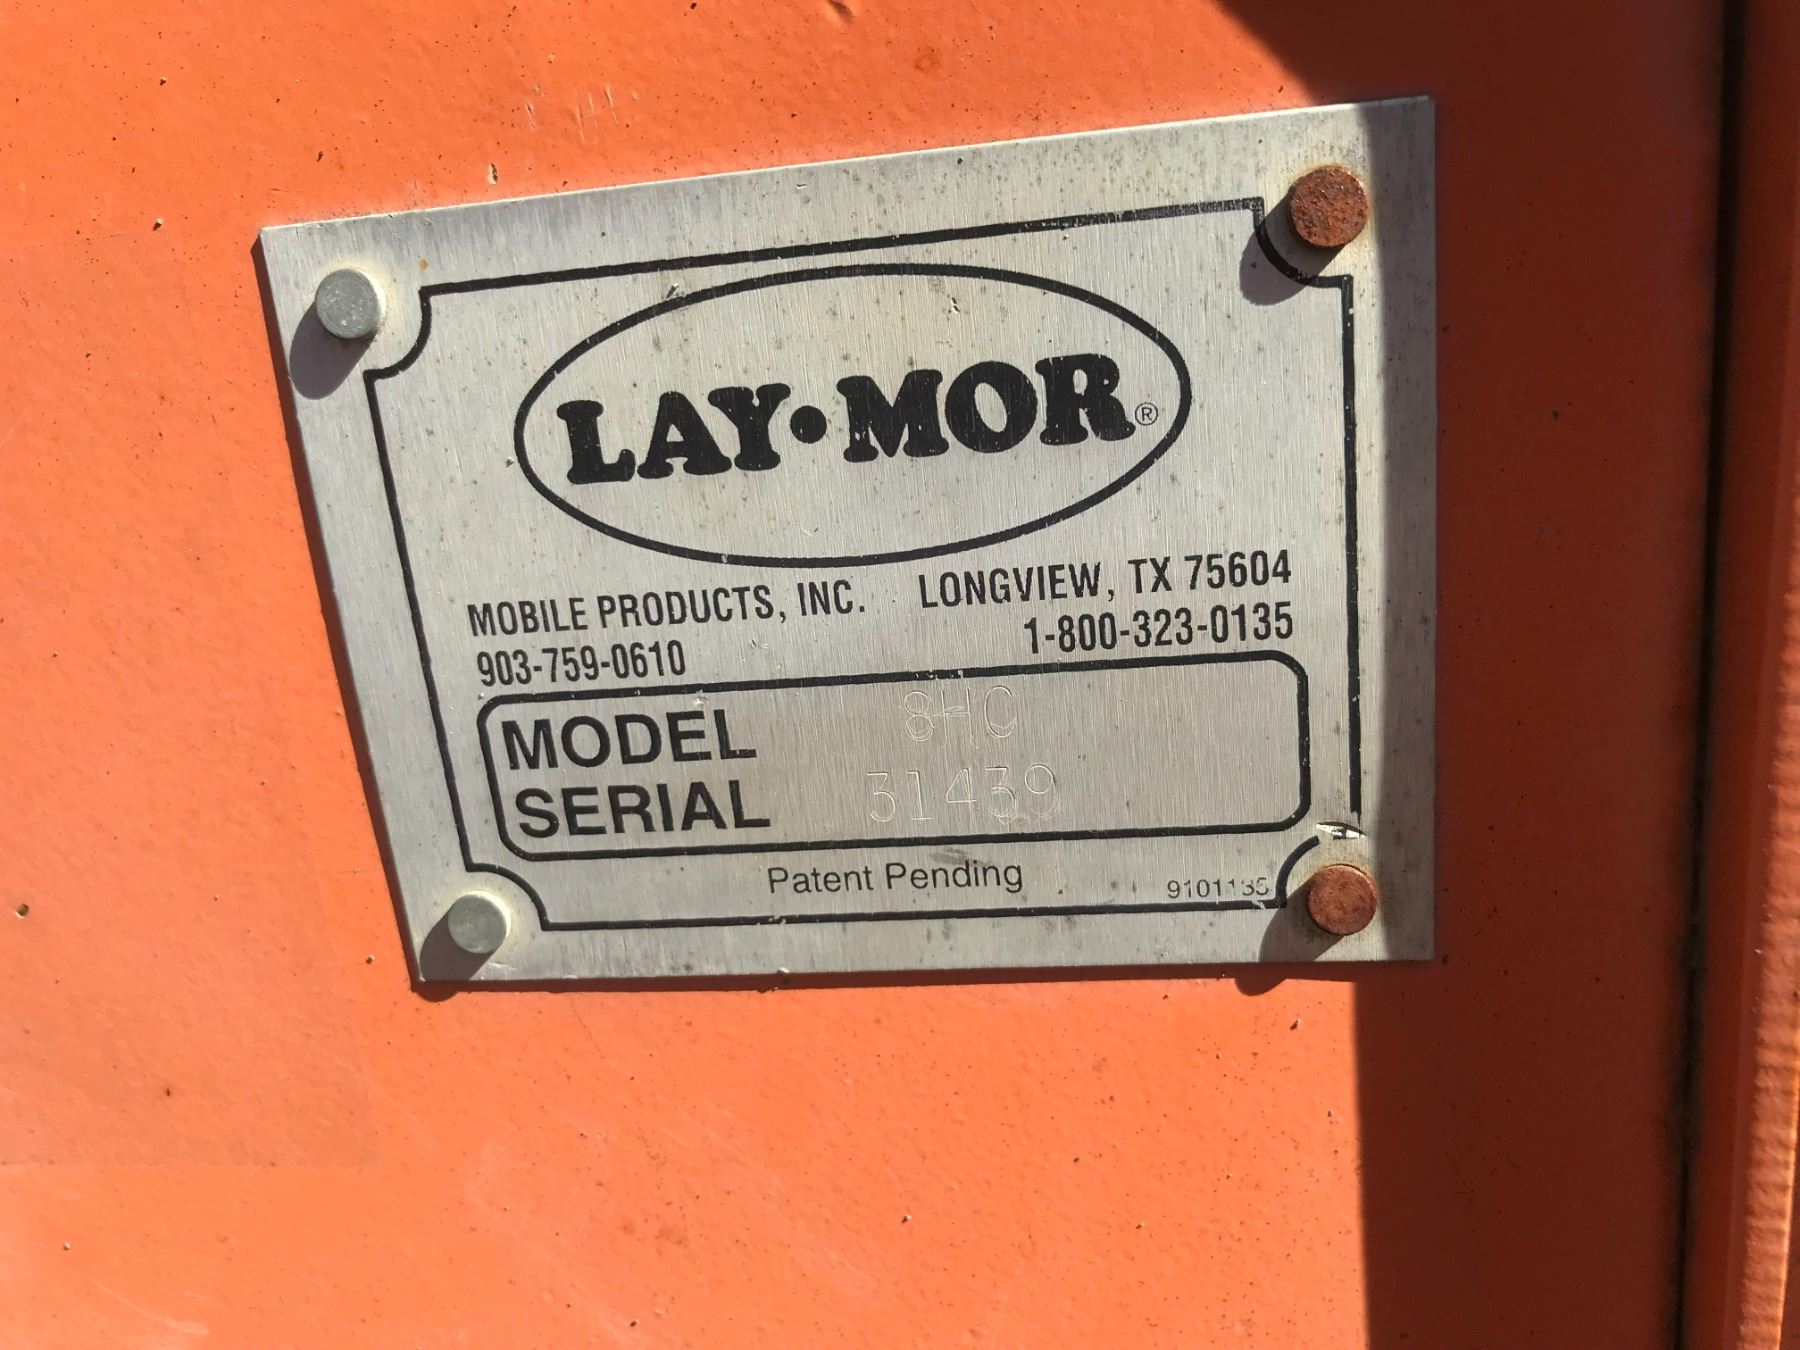 LAY•MOR®
MOBILE PRODUCTS, INC. LONGVIEW, TX 75604
903-759-0610 1-800-323-0135
MODEL 8HC
SERIAL 31439
Patent Pending 9101135